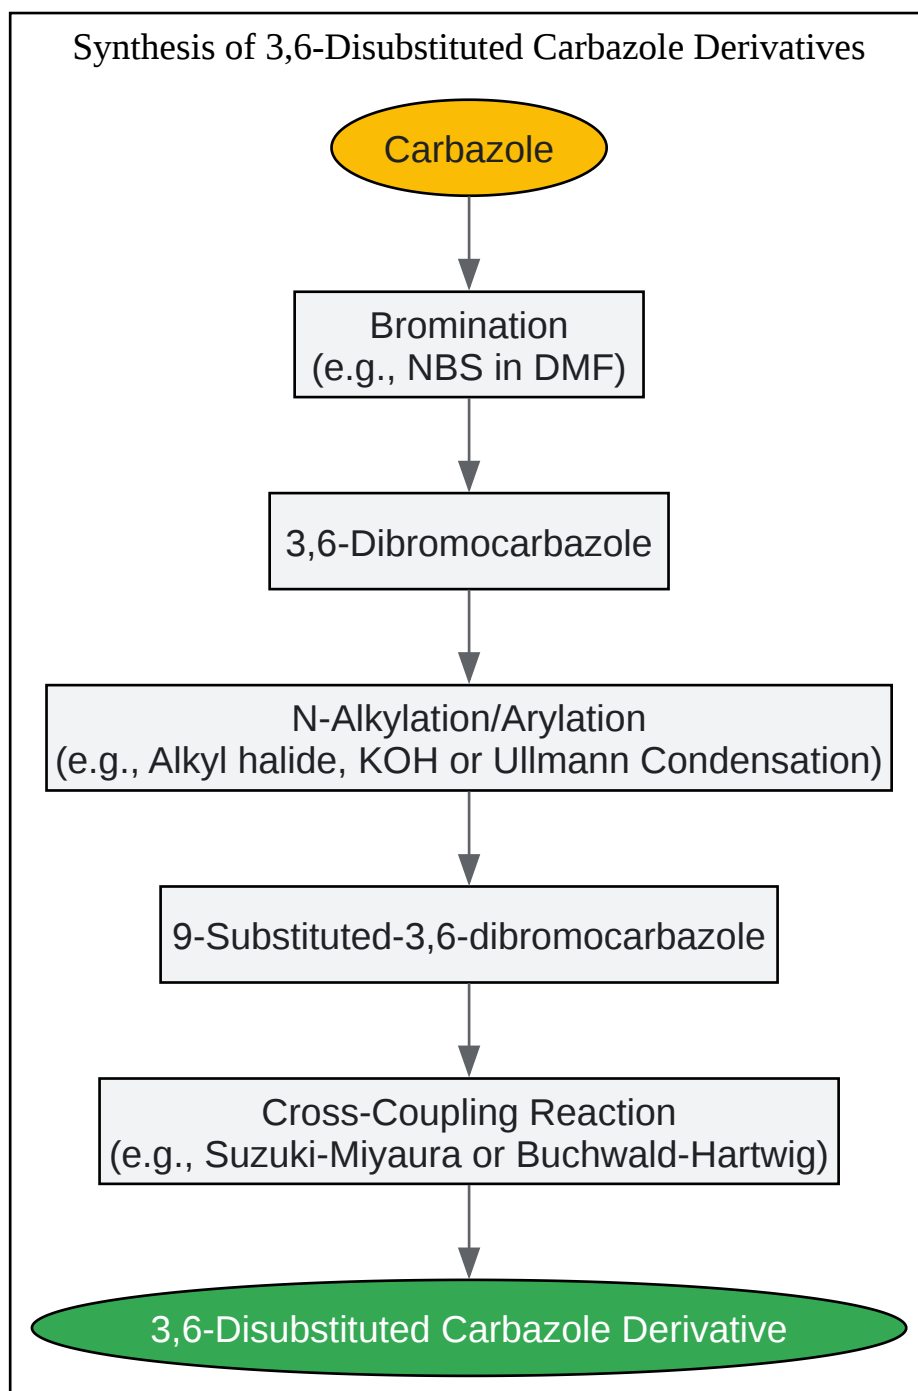 Synthesis of 3,6-Disubstituted Carbazole Derivatives
Carbazole
Bromination
(e.g., NBS in DMF)
3,6-Dibromocarbazole
N-Alkylation/Arylation
(e.g., Alkyl halide, KOH or Ullmann Condensation)
9-Substituted-3,6-dibromocarbazole
Cross-Coupling Reaction
(e.g., Suzuki-Miyaura or Buchwald-Hartwig)
3,6-Disubstituted Carbazole Derivative